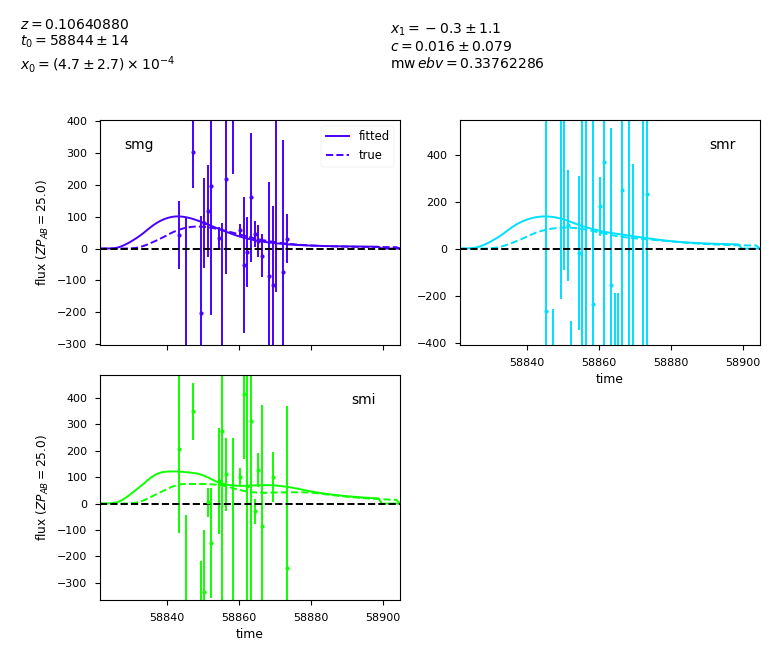 z = 0.10640880
t₀ = 58844 ± 14
x₀ = (4.7 ± 2.7) × 10⁻⁴
x₁ = −0.3 ± 1.1
c = 0.016 ± 0.079
mw ebv = 0.33762286
smg
fitted
true
flux (ZP_AB = 25.0)
400
300
200
100
0
−100
−200
−300
smr
400
200
0
−200
−400
58840 58860 58880 58900
time
smi
flux (ZP_AB = 25.0)
400
300
200
100
0
−100
−200
−300
58840 58860 58880 58900
time